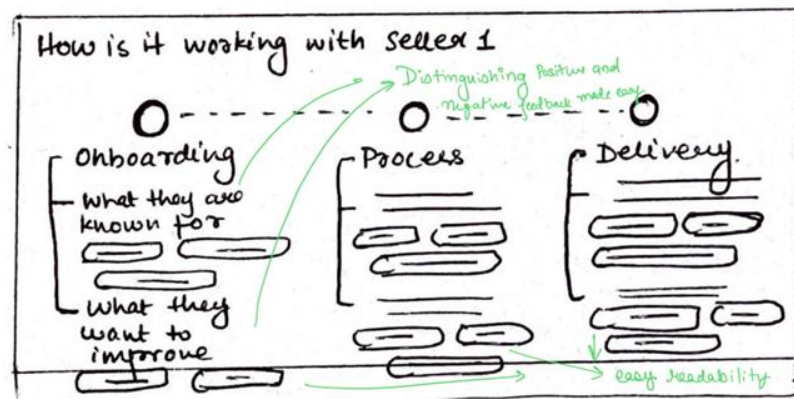 How is it working with Seller 1
Distinguishing Positive and
negative feedback made easy
Onboarding
What they are
known for
What they
want to
improve
Process
Delivery.
easy readability